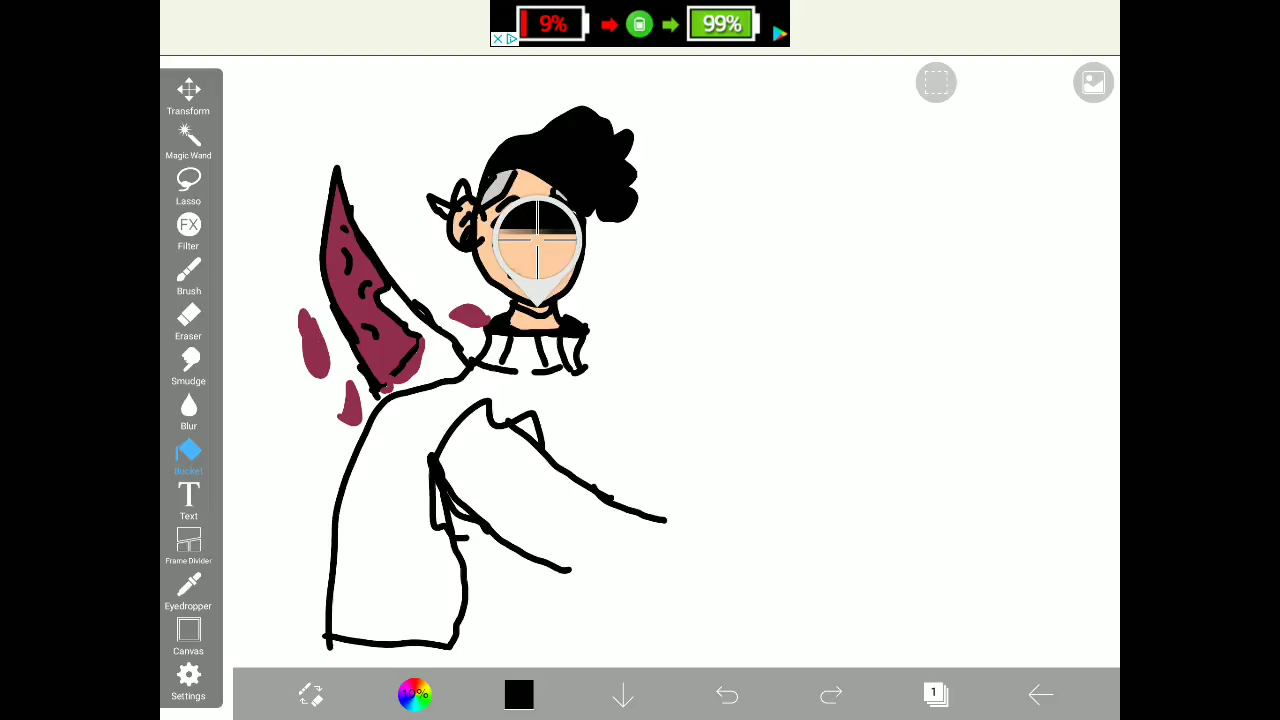 9%
99%
Transform
Magic Wand
Lasso
FX
Filter
Brush
Eraser
Smudge
Blur
Bucket
T
Text
Frame Divider
Eyedropper
Canvas
Settings
10%
1